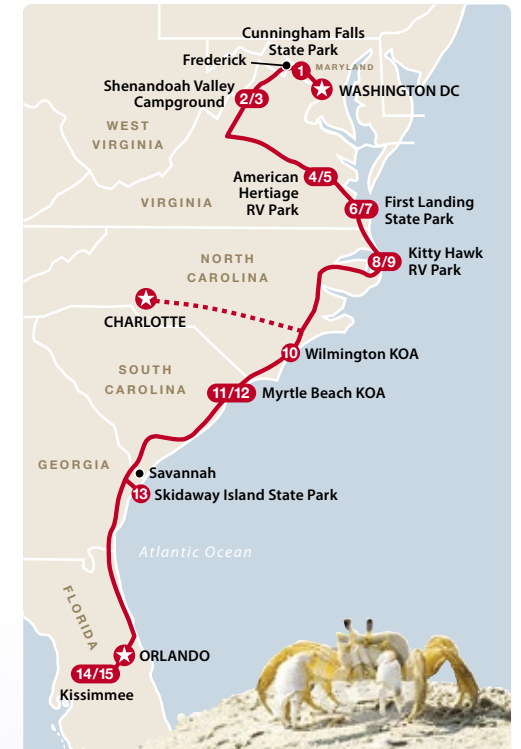 Cunningham Falls
State Park
Frederick
1
MARYLAND
WASHINGTON DC
Shenandoah Valley
Campground
2/3
WEST
VIRGINIA
American
Hertiage
RV Park
4/5
VIRGINIA
6/7
First Landing
State Park
8/9
Kitty Hawk
RV Park
NORTH
CAROLINA
CHARLOTTE
10
Wilmington KOA
SOUTH
CAROLINA
11/12
Myrtle Beach KOA
GEORGIA
Savannah
13
Skidaway Island State Park
Atlantic Ocean
FLORIDA
ORLANDO
14/15
Kissimmee